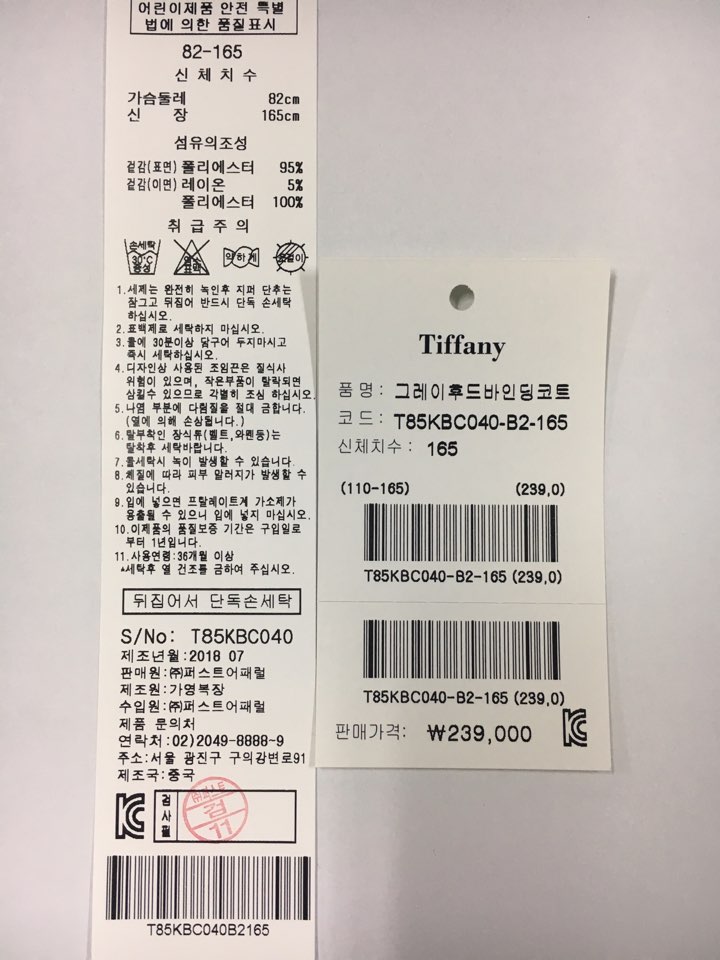 어린이제품 안전 특별
법에 의한 품질표시
82-165
신 체 치 수
가슴둘레 82cm
신 장 165cm
섬유의조성
겉감(표면) 폴리에스터 95%
겉감(이면) 레이온 5%
폴리에스터 100%
취 급 주 의
손세탁
30°C
중성
염소
표백
약하게
옷걸이
1.세제는 완전히 녹인후 지퍼 단추는
잠그고 뒤집어 반드시 단독 손세탁
하십시오.
2.표백제로 세탁하지 마십시오.
3.물에 30분이상 담구어 두지마시고
즉시 세탁하십시오.
4.디자인상 사용된 조임끈은 질식사
위험이 있으며, 작은부품이 탈락되면
삼킬수 있으므로 각별히 조심 하십시오.
5.나염 부분에 다림질을 절대 금합니다.
(열에 의해 손상됩니다.)
6.탈부착인 장식류(벨트,와펜등)는
탈착후 세탁바랍니다.
7.물세탁시 녹이 발생할 수 있습니다.
8.체질에 따라 피부 알러지가 발생할 수
있습니다.
9.입에 넣으면 프탈레이트계 가소제가
용출될 수 있으니 입에 넣지 마십시오.
10.이제품의 품질보증 기간은 구입일로
부터 1년입니다.
11.사용연령:36개월 이상
▲세탁후 열 건조를 금하여 주십시오.
뒤집어서 단독손세탁
S/No: T85KBC040
제조년월:2018 07
판매원:㈜퍼스트어패럴
제조원:가영복장
수입원:㈜퍼스트어패럴
제품 문의처
연락처:02)2049-8888~9
주소:서울 광진구 구의강변로91
제조국:중국
검사필
㈜퍼스트
검
11
T85KBC040B2165
Tiffany
품 명: 그레이후드바인딩코트
코 드: T85KBC040-B2-165
신체치수: 165
(110-165) (239,0)
T85KBC040-B2-165 (239,0)
T85KBC040-B2-165 (239,0)
판매가격: ₩239,000